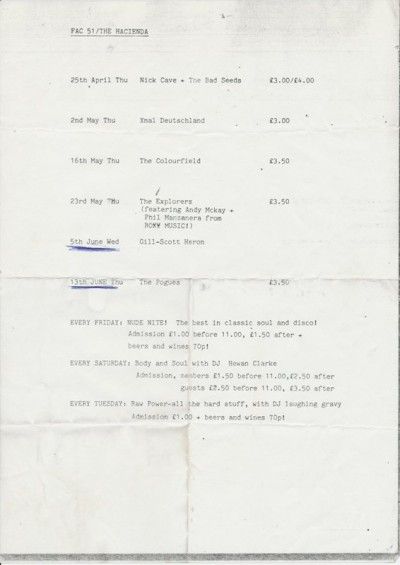 FAC 51/THE HACIENDA
25th April Thu Nick Cave + The Bad Seeds £3.00/£4.00
2nd May Thu Xmal Deutschland £3.00
16th May Thu The Colourfield £3.50
23rd May Thu The Explorers £3.50
(featering Andy Mckay +
Phil Manzanera from
ROXY MUSIC!)
5th June Wed Gill-Scott Heron
13th JUNE Thu The Pogues £3.50
EVERY FRIDAY: NUDE NITE! The best in classic soul and disco!
Admission £1.00 before 11.00, £1.50 after +
beers and wines 70p!
EVERY SATURDAY: Body and Soul with DJ Hewan Clarke
Admission, members £1.50 before 11.00,£2.50 after
guests £2.50 before 11.00, £3.50 after
EVERY TUESDAY: Raw Power-all the hard stuff, with DJ laughing gravy
Admission £1.00 + beers and wines 70p!